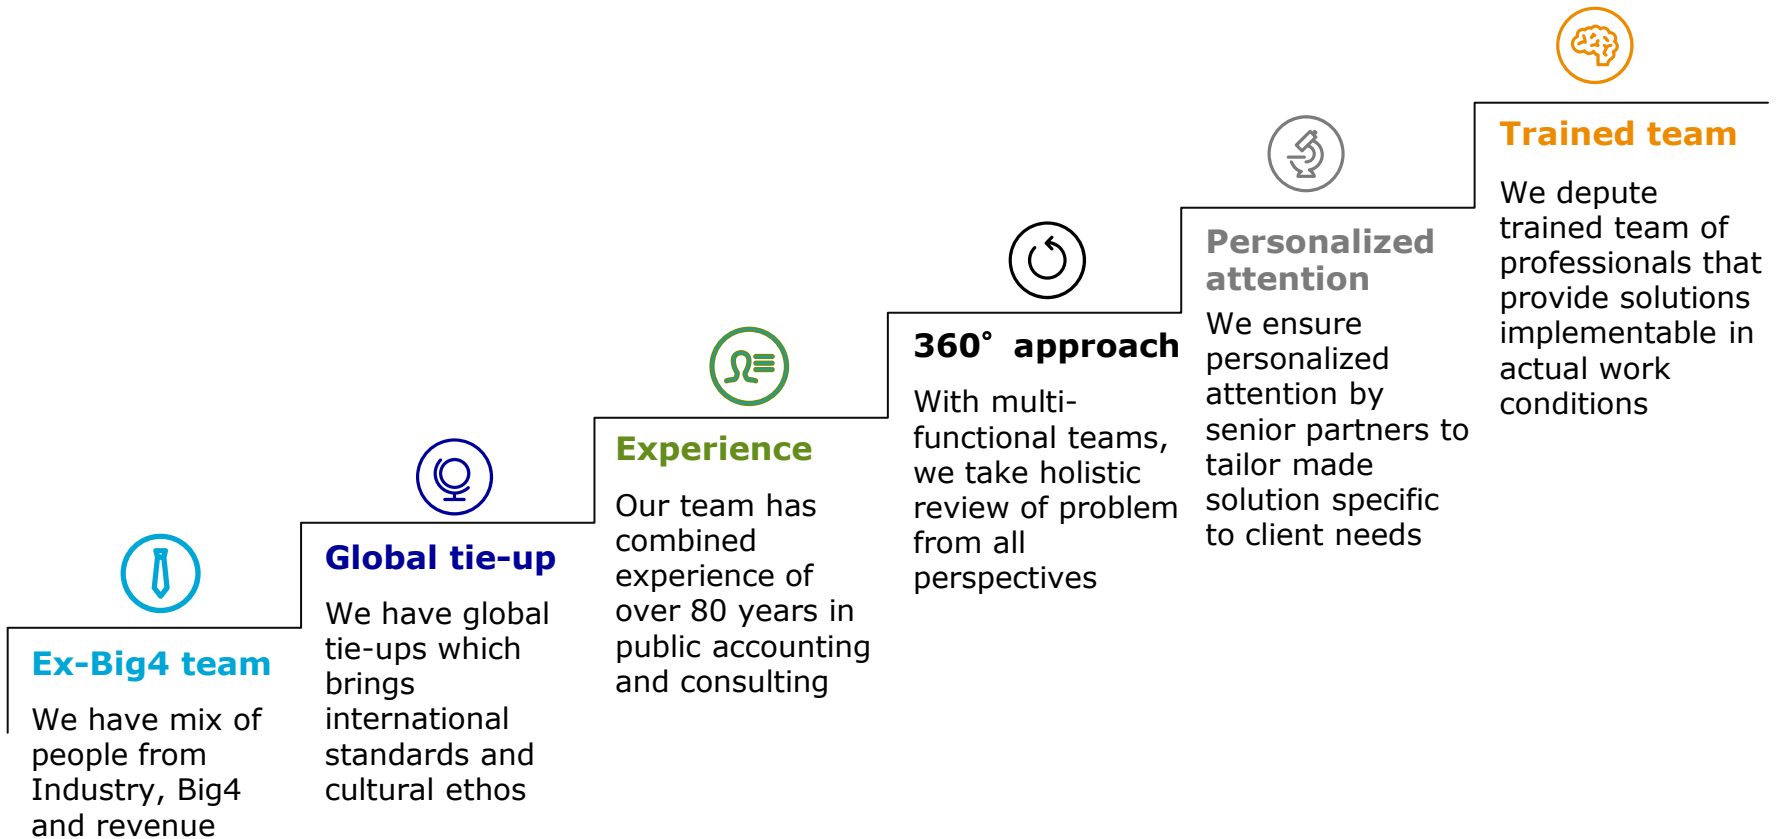 Ex-Big4 team
We have mix of
people from
Industry, Big4
and revenue
Global tie-up
We have global
tie-ups which
brings
international
standards and
cultural ethos
Experience
Our team has
combined
experience of
over 80 years in
public accounting
and consulting
360° approach
With multi-
functional teams,
we take holistic
review of problem
from all
perspectives
Personalized
attention
We ensure
personalized
attention by
senior partners to
tailor made
solution specific
to client needs
Trained team
We depute
trained team of
professionals that
provide solutions
implementable in
actual work
conditions